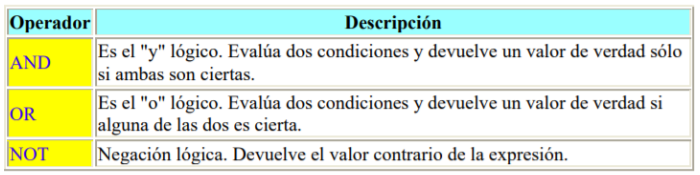 Operador Descripción
AND Es el "y" lógico. Evalúa dos condiciones y devuelve un valor de verdad sólo
si ambas son ciertas.
OR Es el "o" lógico. Evalúa dos condiciones y devuelve un valor de verdad si
alguna de las dos es cierta.
NOT Negación lógica. Devuelve el valor contrario de la expresión.